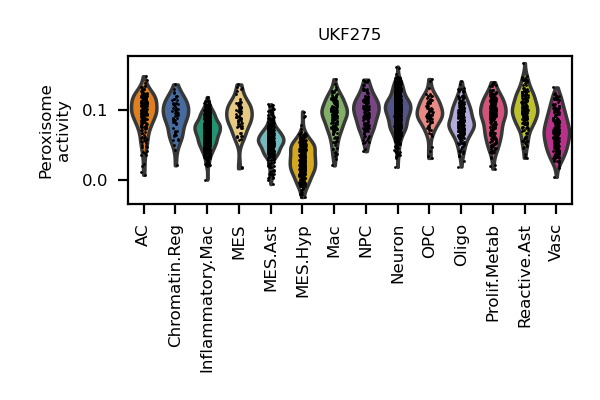 UKF275
Peroxisome
activity
0.1
0.0
AC
Chromatin.Reg
Inflammatory.Mac
MES
MES.Ast
MES.Hyp
Mac
NPC
Neuron
OPC
Oligo
Prolif.Metab
Reactive.Ast
Vasc